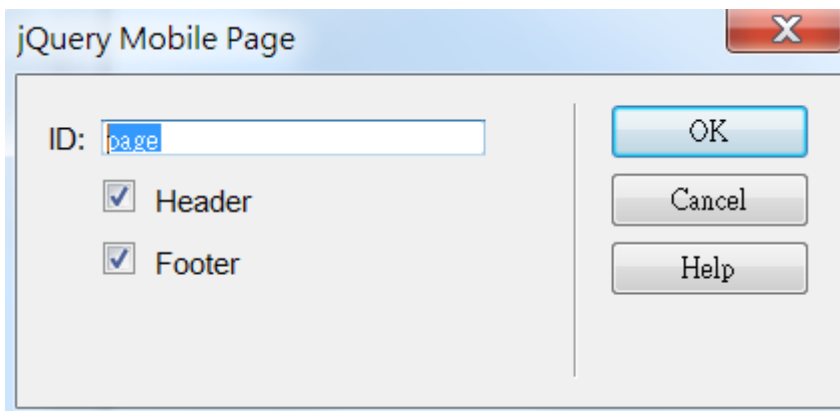 jQuery Mobile Page
ID: page
Header
Footer
OK
Cancel
Help